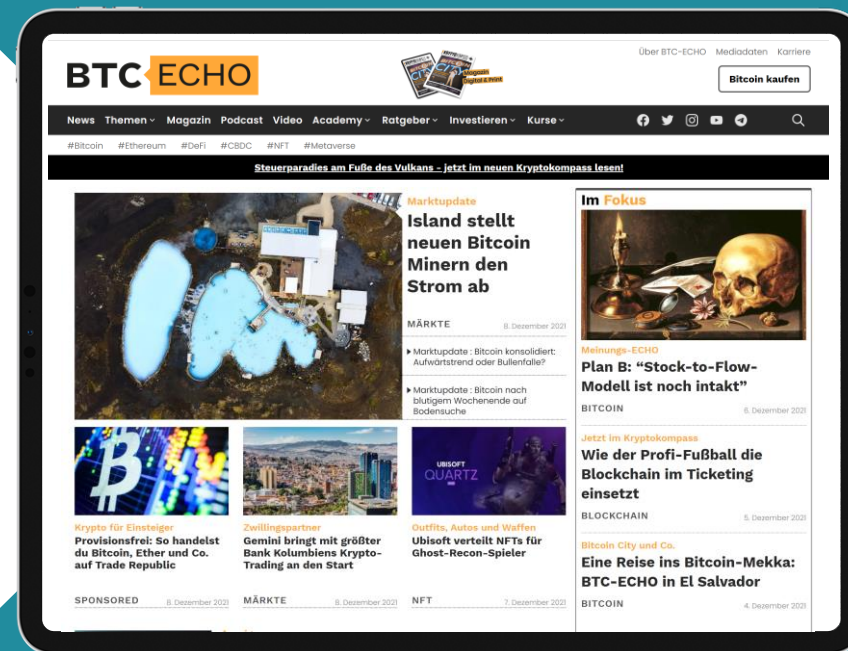 BTC ECHO
Magazin
Digital & Print
Über BTC-ECHO Mediadaten Karriere
Bitcoin kaufen
News Themen Magazin Podcast Video Academy Ratgeber Investieren Kurse
#Bitcoin #Ethereum #DeFi #CBDC #NFT #Metaverse
Steuerparadies am Fuße des Vulkans - jetzt im neuen Kryptokompass lesen!
Marktupdate
Island stellt
neuen Bitcoin
Minern den
Strom ab
MÄRKTE 8. Dezember 2021
Marktupdate : Bitcoin konsolidiert:
Aufwärtstrend oder Bullenfalle?
Marktupdate : Bitcoin nach
blutigem Wochenende auf
Bodensuche
Krypto für Einsteiger
Provisionsfrei: So handelst
du Bitcoin, Ether und Co.
auf Trade Republic
SPONSORED 8. Dezember 2021
Zwillingspartner
Gemini bringt mit größter
Bank Kolumbiens Krypto-
Trading an den Start
MÄRKTE 8. Dezember 2021
UBISOFT
QUARTZ
Outfits, Autos und Waffen
Ubisoft verteilt NFTs für
Ghost-Recon-Spieler
NFT 7. Dezember 2021
Im Fokus
Meinungs-ECHO
Plan B: “Stock-to-Flow-
Modell ist noch intakt”
BITCOIN 6. Dezember 2021
Jetzt im Kryptokompass
Wie der Profi-Fußball die
Blockchain im Ticketing
einsetzt
BLOCKCHAIN 5. Dezember 2021
Bitcoin City und Co.
Eine Reise ins Bitcoin-Mekka:
BTC-ECHO in El Salvador
BITCOIN 4. Dezember 2021